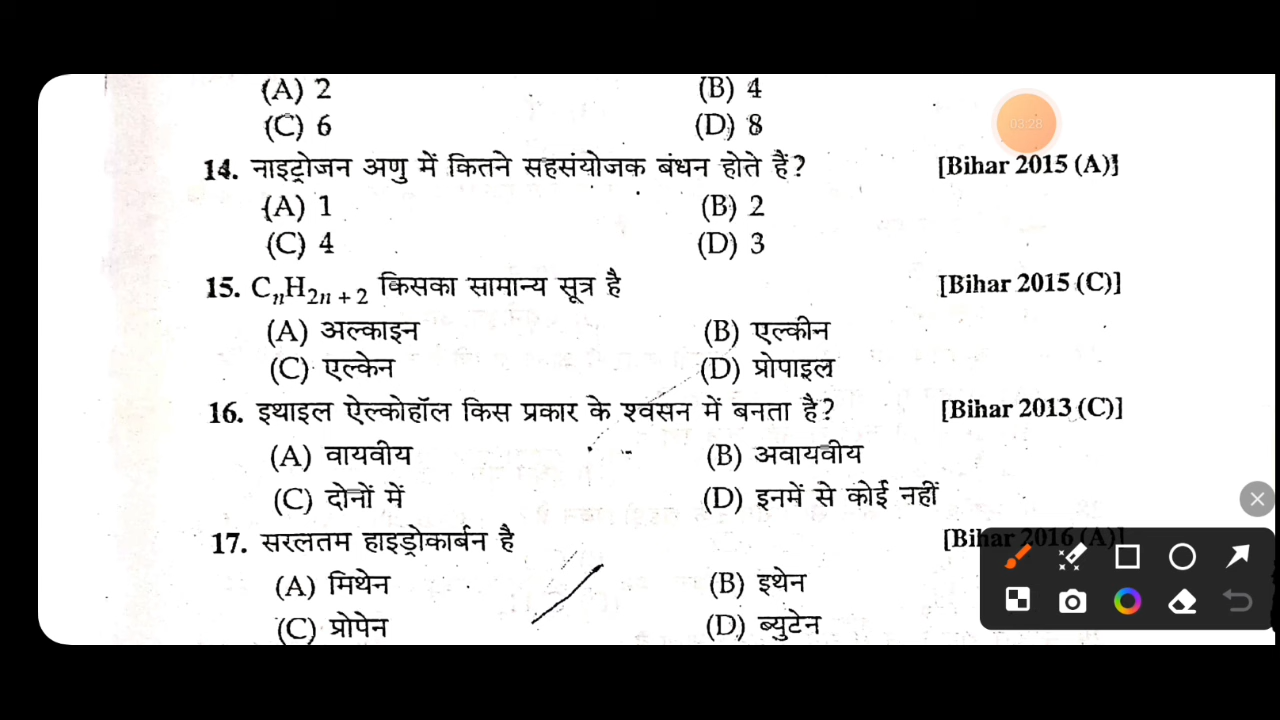 (A) 2 (B) 4
(C) 6 (D) 8
14. नाइट्रोजन अणु में कितने सहसंयोजक बंधन होते हैं? [Bihar 2015 (A)]
(A) 1 (B) 2
(C) 4 (D) 3
15. CₙH₂ₙ₊₂ किसका सामान्य सूत्र है [Bihar 2015 (C)]
(A) अल्काइन (B) एल्कीन
(C) एल्केन (D) प्रोपाइल
16. इथाइल ऐल्कोहॉल किस प्रकार के श्वसन में बनता है? [Bihar 2013 (C)]
(A) वायवीय (B) अवायवीय
(C) दोनों में (D) इनमें से कोई नहीं
17. सरलतम हाइड्रोकार्बन है [Bihar 2016 (A)]
(A) मिथेन (B) इथेन
(C) प्रोपेन (D) ब्युटेन
03:28